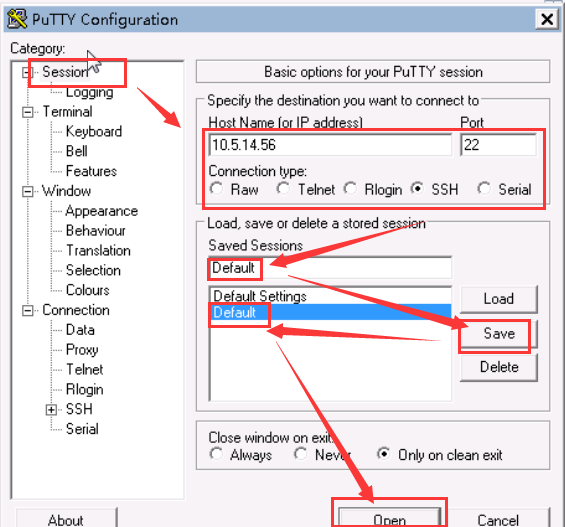 PuTTY Configuration
Category:
Session
Logging
Terminal
Keyboard
Bell
Features
Window
Appearance
Behaviour
Translation
Selection
Colours
Connection
Data
Proxy
Telnet
Rlogin
SSH
Serial
Basic options for your PuTTY session
Specify the destination you want to connect to
Host Name (or IP address) Port
10.5.14.56 22
Connection type:
Raw Telnet Rlogin SSH Serial
Load, save or delete a stored session
Saved Sessions
Default
Default Settings
Default
Load
Save
Delete
Close window on exit:
Always Never Only on clean exit
About Open Cancel